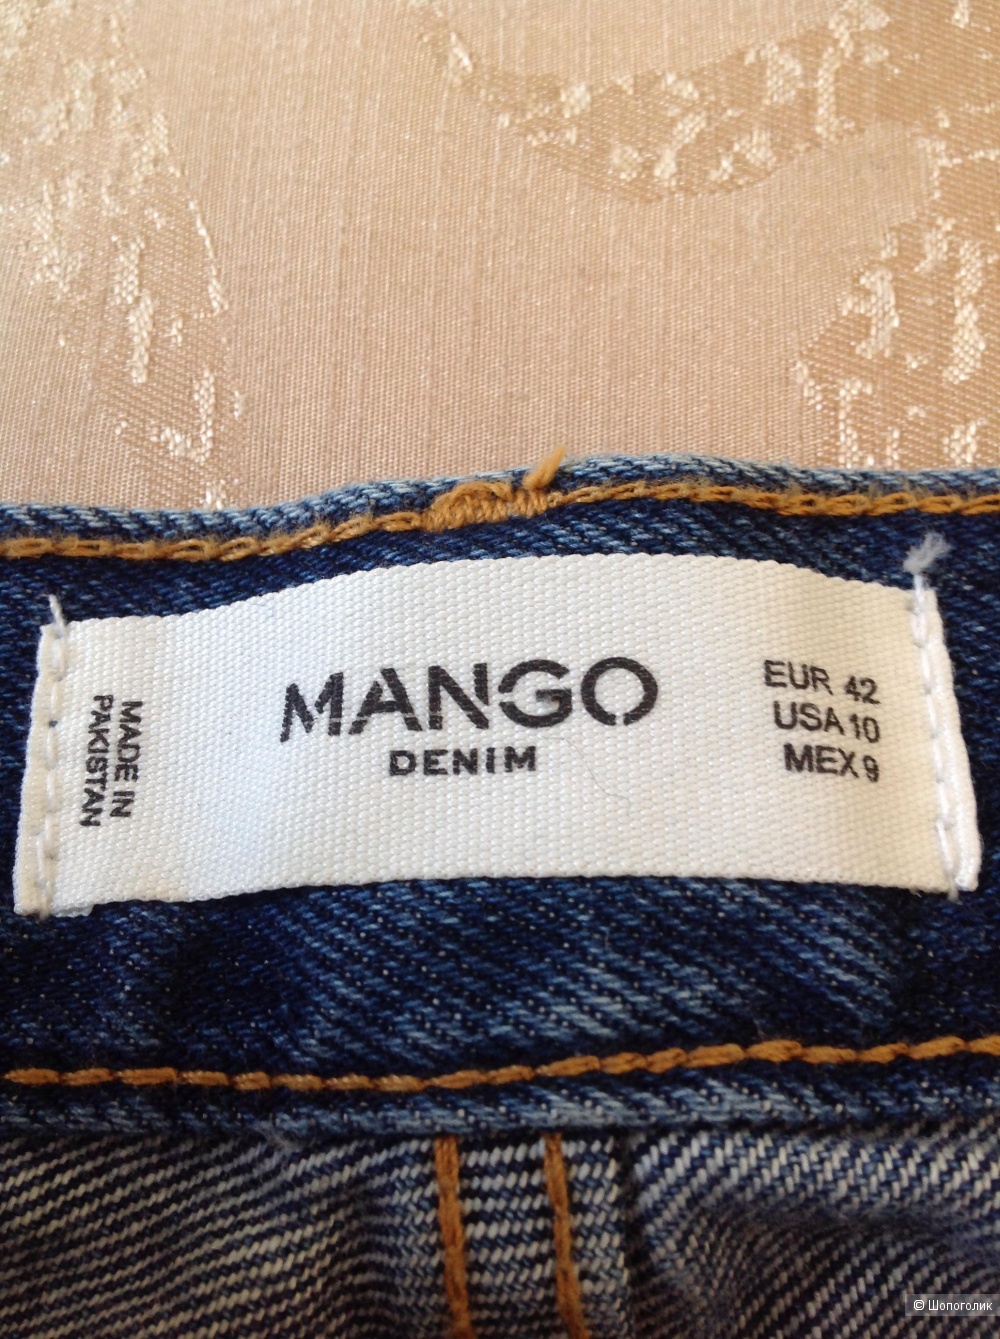 MADE IN
PAKISTAN
MANGO
DENIM
EUR 42
USA 10
MEX 9
© Шопоголик